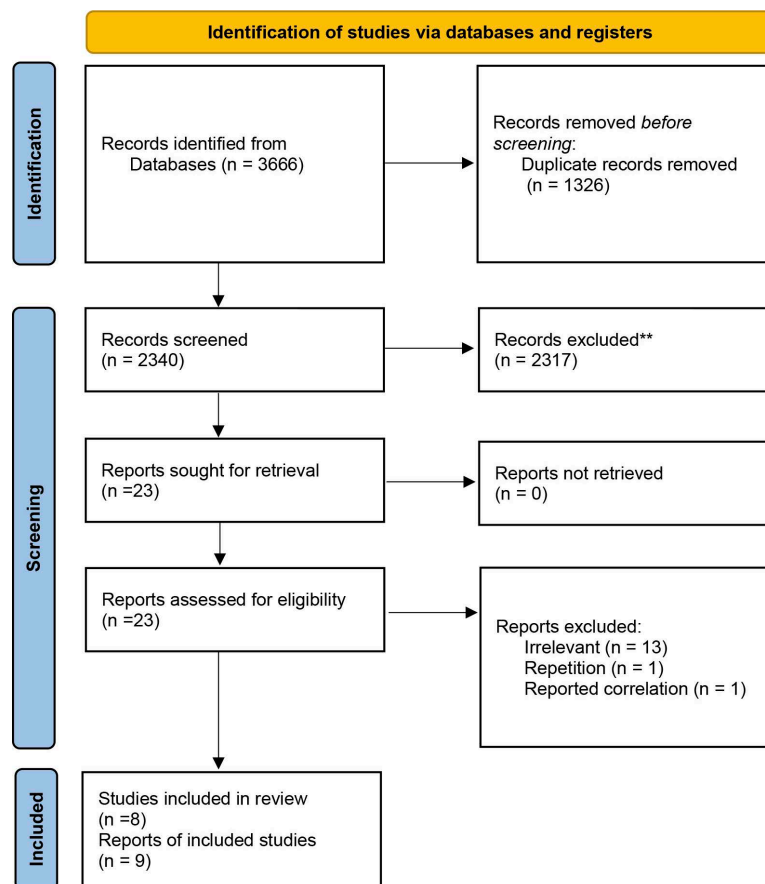 Identification of studies via databases and registers
Identification
Records identified from
Databases (n = 3666)
Records removed before
screening:
Duplicate records removed
(n = 1326)
Screening
Records screened
(n = 2340)
Records excluded**
(n = 2317)
Reports sought for retrieval
(n =23)
Reports not retrieved
(n = 0)
Reports assessed for eligibility
(n =23)
Reports excluded:
Irrelevant (n = 13)
Repetition (n = 1)
Reported correlation (n = 1)
Included
Studies included in review
(n =8)
Reports of included studies
(n = 9)